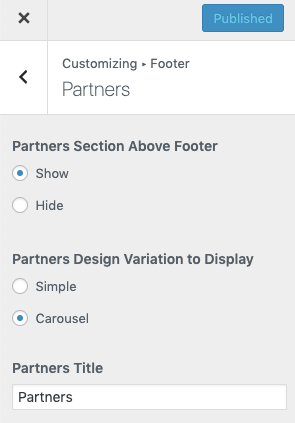 Published
Customizing ▸ Footer
Partners
Partners Section Above Footer
Show
Hide
Partners Design Variation to Display
Simple
Carousel
Partners Title
Partners